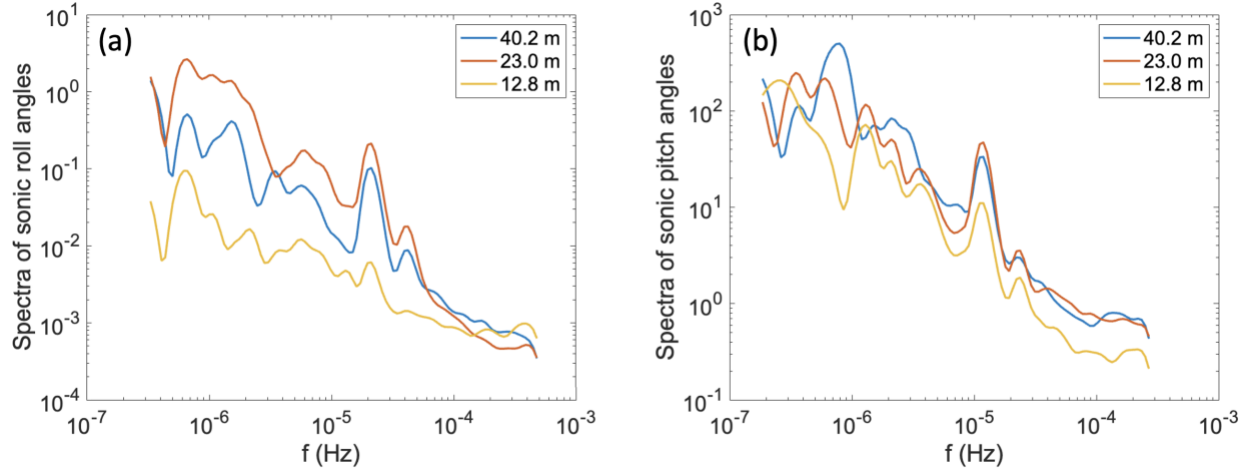 (a)
40.2 m
23.0 m
12.8 m
Spectra of sonic roll angles
10^0
10^-1
10^-2
10^-3
10^-4
10^-7
10^-6
10^-5
10^-4
10^-3
f (Hz)
(b)
40.2 m
23.0 m
12.8 m
Spectra of sonic pitch angles
10^3
10^2
10^1
10^0
10^-1
10^-7
10^-6
10^-5
10^-4
10^-3
f (Hz)